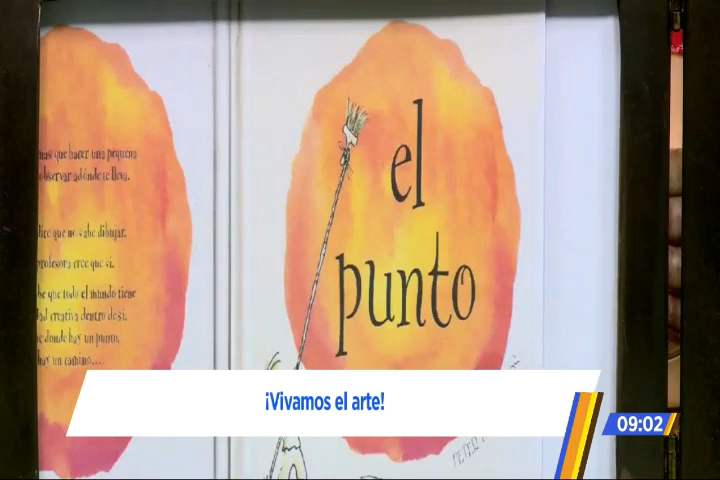 que hacer una pequeña
observar adónde te lleva.
dice que no sabe dibujar.
profesora cree que sí.
que todo el mundo tiene
creativa dentro de sí.
donde hay un punto,
hay un camino...
el
punto
¡Vivamos el arte!
09:02